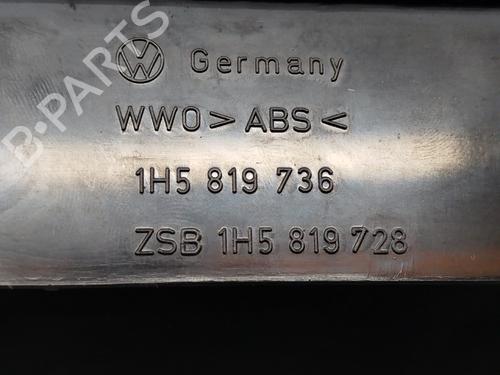 B-PARTS
Germany
WWO> ABS <
1H5 819 736
ZSB 1H5 819 728